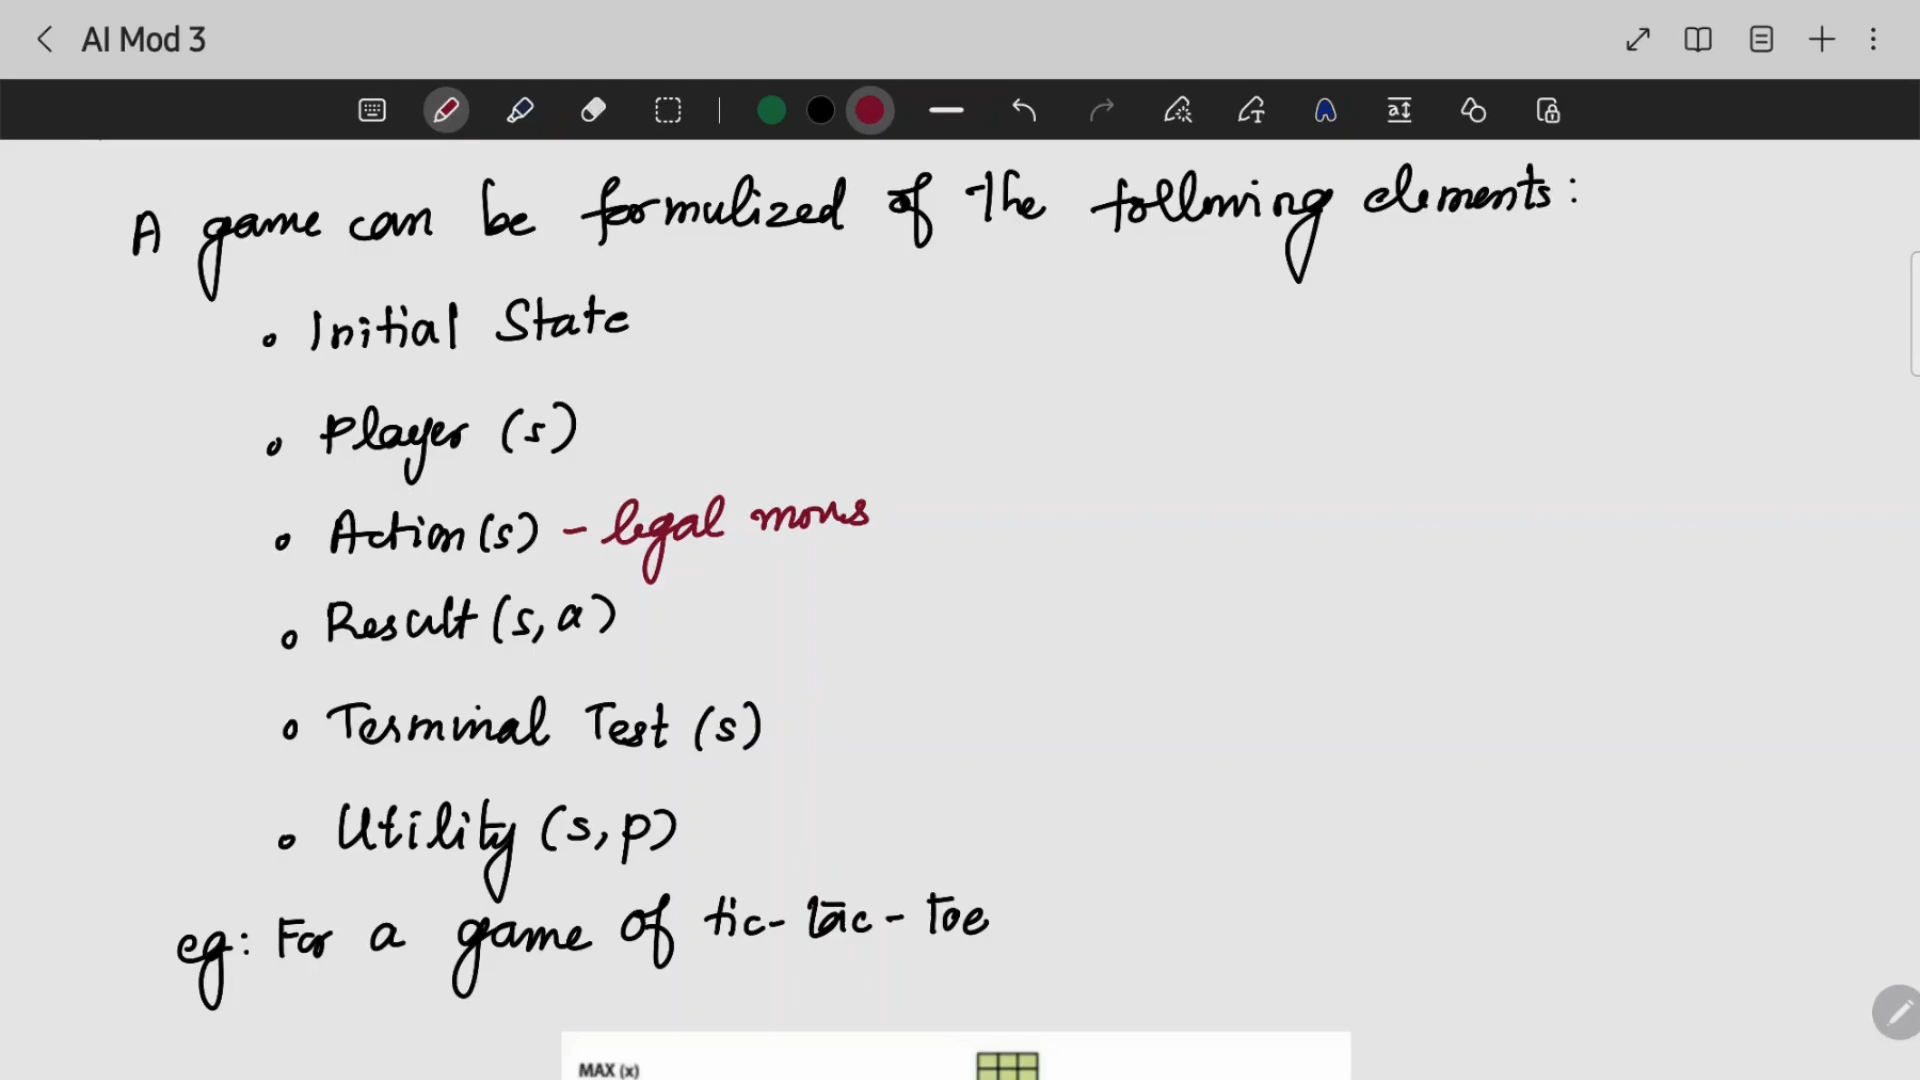 AI Mod 3
A game can be formulized of the following elements:
• Initial State
• Player (s)
• Action (s) - legal moves
• Result (s, a)
• Terminal Test (s)
• Utility (s, p)
eg: For a game of tic-tac-toe
MAX (x)